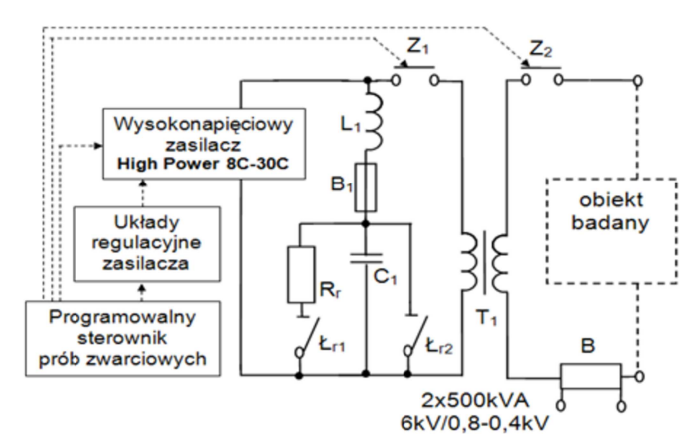 Z₁
Z₂
Wysokonapięciowy
zasilacz
High Power 8C-30C
L₁
B₁
obiekt
badany
Układy
regulacyjne
zasilacza
Rᵣ
C₁
T₁
Programowalny
sterownik
prób zwarciowych
Łᵣ₁
Łᵣ₂
B
2x500kVA
6kV/0,8-0,4kV